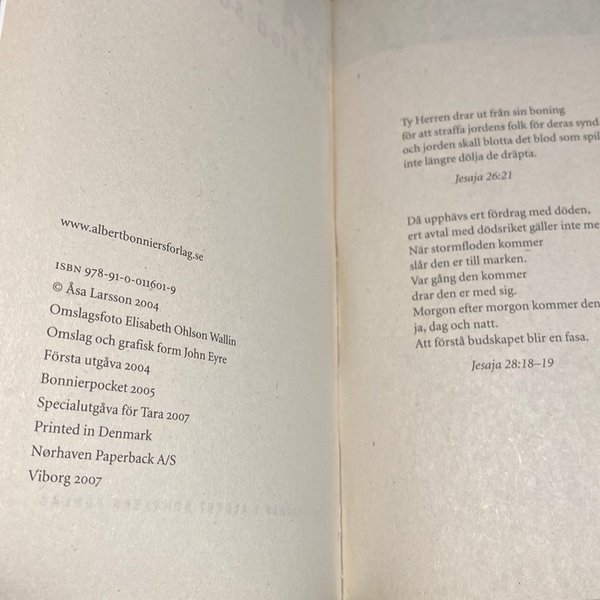 www.albertbonniersforlag.se
ISBN 978-91-0-011601-9
© Åsa Larsson 2004
Omslagsfoto Elisabeth Ohlson Wallin
Omslag och grafisk form John Eyre
Första utgåva 2004
Bonnierpocket 2005
Specialutgåva för Tara 2007
Printed in Denmark
Nørhaven Paperback A/S
Viborg 2007
Ty Herren drar ut från sin boning
för att straffa jordens folk för deras synd
och jorden skall blotta det blod som
inte längre dölja de dräpta.
Jesaja 26:21
Då upphävs ert fördrag med döden,
ert avtal med dödsriket gäller inte
När stormfloden kommer
slår den er till marken.
Var gång den kommer
drar den er med sig.
Morgon efter morgon kommer den
ja, dag och natt.
Att förstå budskapet blir en fasa.
Jesaja 28:18–19